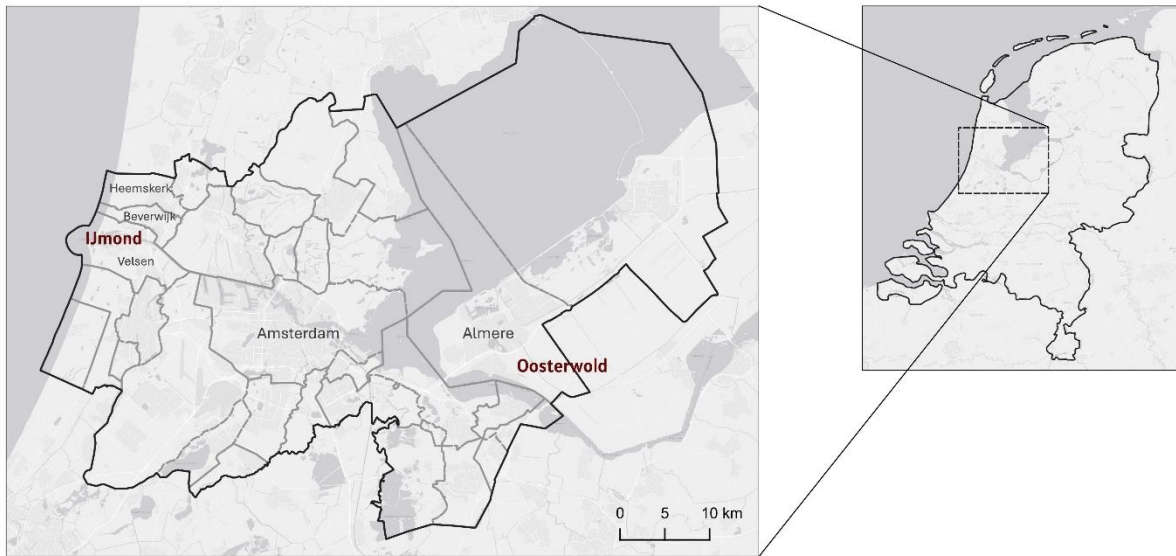 Heemskerk
Beverwijk
IJmond
Velsen
Amsterdam
Almere
Oosterwold
0 5 10 km